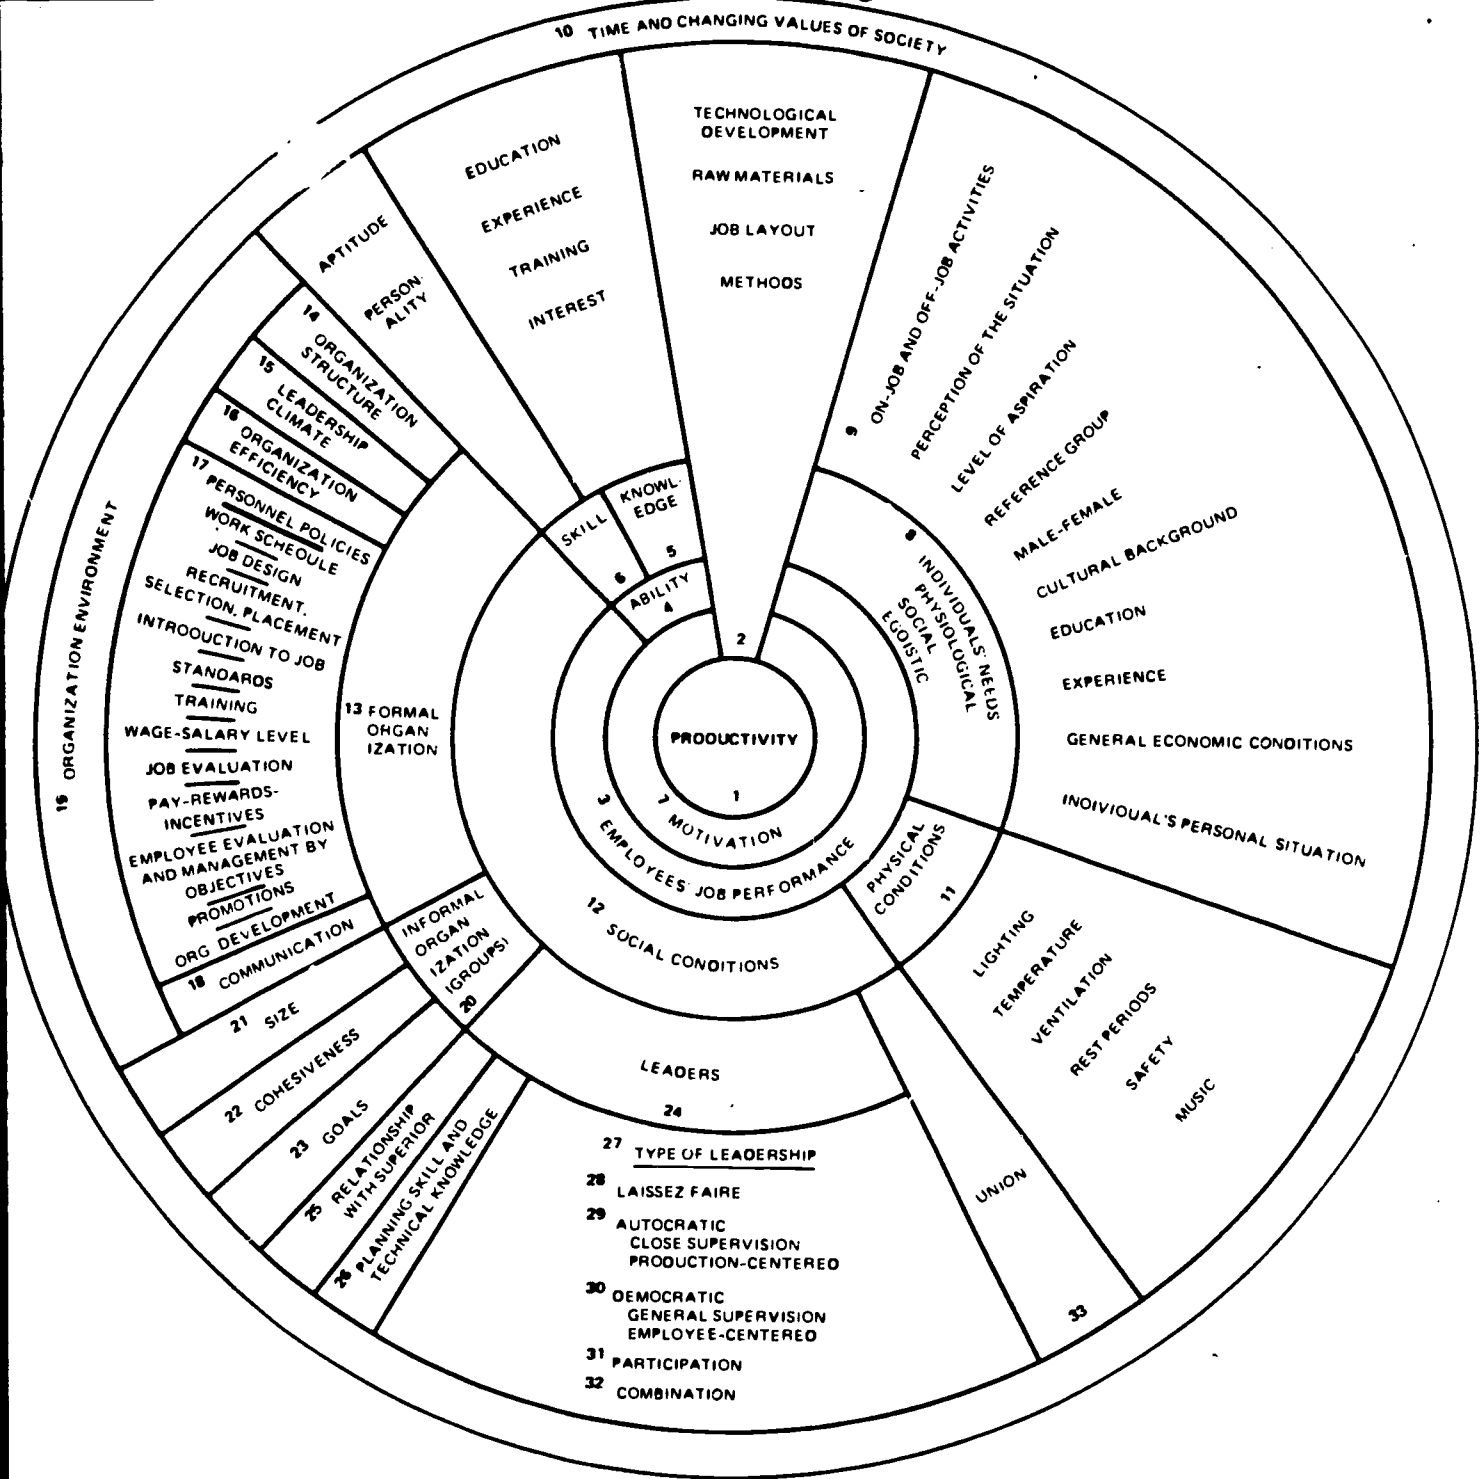 10 TIME AND CHANGING VALUES OF SOCIETY
TECHNOLOGICAL
DEVELOPMENT
RAW MATERIALS
JOB LAYOUT
METHODS
2
EDUCATION
EXPERIENCE
TRAINING
INTEREST
APTITUDE
PERSON-
ALITY
SKILL
6
KNOWL-
EDGE
5
ABILITY
4
9
ON-JOB AND OFF-JOB ACTIVITIES
PERCEPTION OF THE SITUATION
LEVEL OF ASPIRATION
REFERENCE GROUP
MALE-FEMALE
CULTURAL BACKGROUND
EDUCATION
EXPERIENCE
GENERAL ECONOMIC CONDITIONS
INDIVIDUAL'S PERSONAL SITUATION
8 INDIVIDUALS' NEEDS
PHYSIOLOGICAL
SOCIAL
EGOISTIC
PRODUCTIVITY
1
7 MOTIVATION
3 EMPLOYEES' JOB PERFORMANCE
PHYSICAL
CONDITIONS
11
LIGHTING
TEMPERATURE
VENTILATION
REST PERIODS
SAFETY
MUSIC
12 SOCIAL CONDITIONS
13 FORMAL
ORGAN
IZATION
14
ORGANIZATION
STRUCTURE
15
LEADERSHIP
CLIMATE
16
ORGANIZATION
EFFICIENCY
17
PERSONNEL POLICIES
WORK SCHEDULE
JOB DESIGN
RECRUITMENT,
SELECTION, PLACEMENT
INTRODUCTION TO JOB
STANDARDS
TRAINING
WAGE-SALARY LEVEL
JOB EVALUATION
PAY-REWARDS-
INCENTIVES
EMPLOYEE EVALUATION
AND MANAGEMENT BY
OBJECTIVES
PROMOTIONS
ORG DEVELOPMENT
18 COMMUNICATION
ORGANIZATION ENVIRONMENT
INFORMAL
ORGAN
IZATION
(GROUPS)
20
21 SIZE
22 COHESIVENESS
23 GOALS
25 RELATIONSHIP
WITH SUPERIOR
26 PLANNING SKILL AND
TECHNICAL KNOWLEDGE
LEADERS
24
27 TYPE OF LEADERSHIP
28 LAISSEZ FAIRE
29 AUTOCRATIC
CLOSE SUPERVISION
PRODUCTION-CENTERED
30 DEMOCRATIC
GENERAL SUPERVISION
EMPLOYEE-CENTERED
31 PARTICIPATION
32 COMBINATION
UNION
33